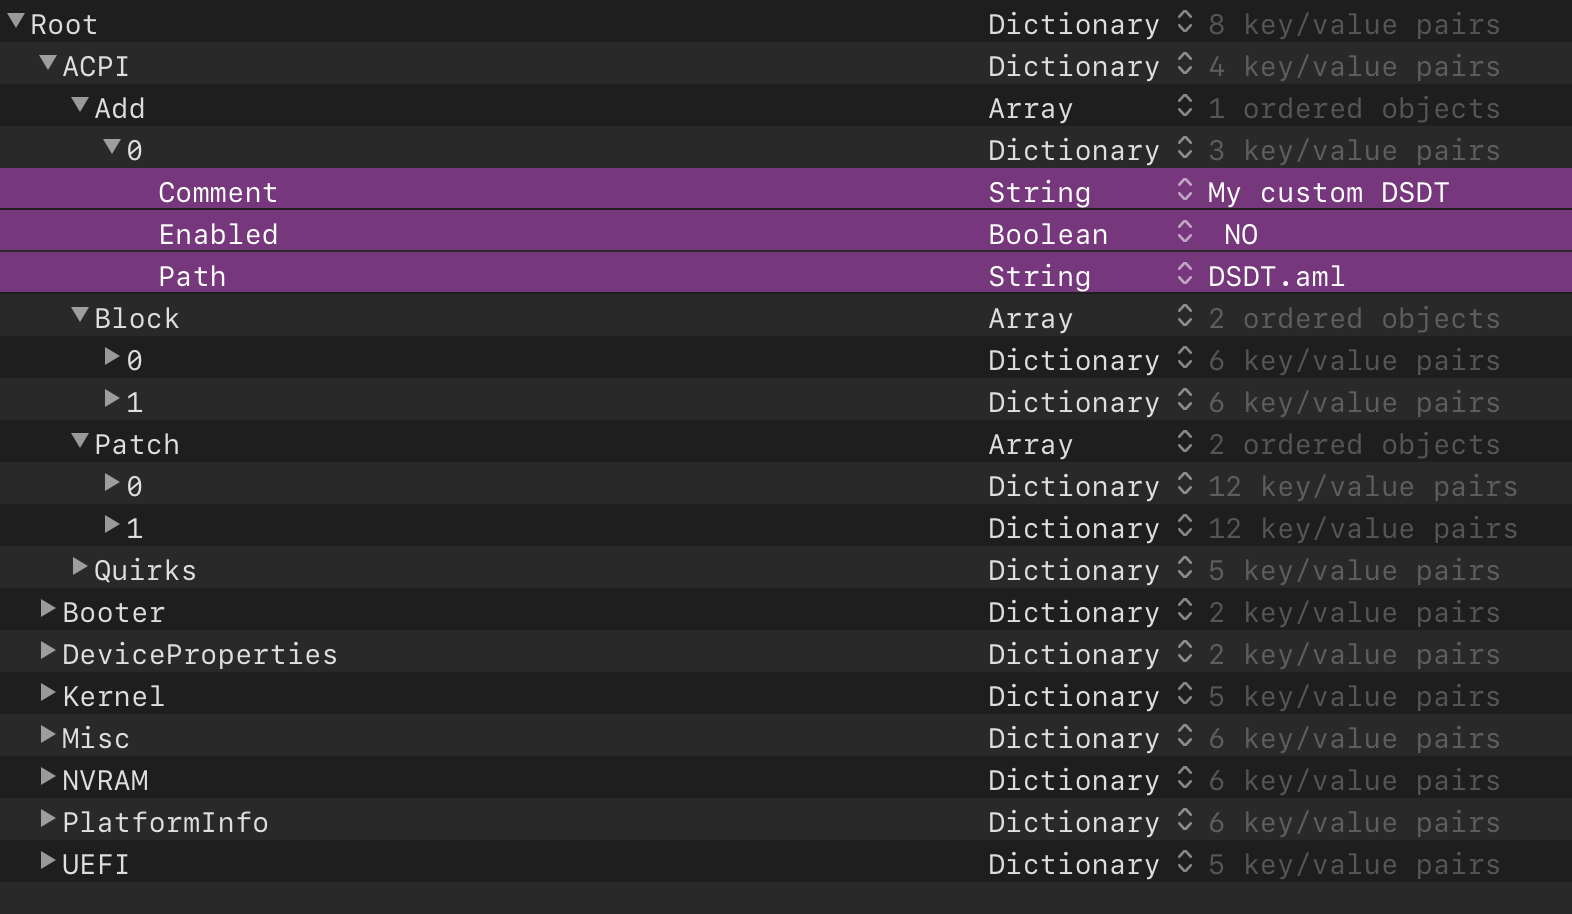 Root Dictionary 8 key/value pairs
ACPI Dictionary 4 key/value pairs
Add Array 1 ordered objects
0 Dictionary 3 key/value pairs
Comment String My custom DSDT
Enabled Boolean NO
Path String DSDT.aml
Block Array 2 ordered objects
0 Dictionary 6 key/value pairs
1 Dictionary 6 key/value pairs
Patch Array 2 ordered objects
0 Dictionary 12 key/value pairs
1 Dictionary 12 key/value pairs
Quirks Dictionary 5 key/value pairs
Booter Dictionary 2 key/value pairs
DeviceProperties Dictionary 2 key/value pairs
Kernel Dictionary 5 key/value pairs
Misc Dictionary 6 key/value pairs
NVRAM Dictionary 6 key/value pairs
PlatformInfo Dictionary 6 key/value pairs
UEFI Dictionary 5 key/value pairs